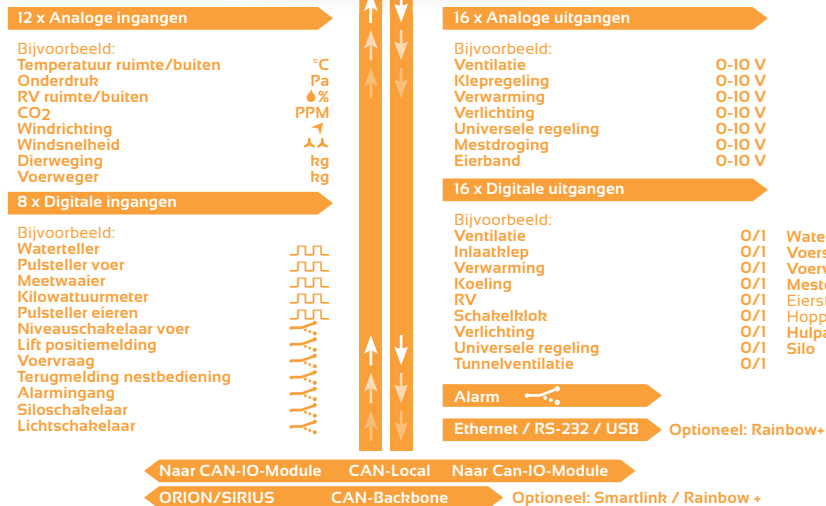 12 x Analoge ingangen
Bijvoorbeeld:
Temperatuur ruimte/buiten °C
Onderdruk Pa
RV ruimte/buiten %
CO2 PPM
Windrichting
Windsnelheid
Dierweging kg
Voerweger kg
8 x Digitale ingangen
Bijvoorbeeld:
Waterteller
Pulsteller voer
Meetwaaier
Kilowattuurmeter
Pulsteller eieren
Niveauschakelaar voer
Lift positiemelding
Voervraag
Terugmelding nestbediening
Alarmingang
Siloschakelaar
Lichtschakelaar
16 x Analoge uitgangen
Bijvoorbeeld:
Ventilatie 0-10 V
Klepregeling 0-10 V
Verwarming 0-10 V
Verlichting 0-10 V
Universele regeling 0-10 V
Mestdroging 0-10 V
Eierband 0-10 V
16 x Digitale uitgangen
Bijvoorbeeld:
Ventilatie 0/1
Inlaatklep 0/1
Verwarming 0/1
Koeling 0/1
RV 0/1
Schakelklok 0/1
Verlichting 0/1
Universele regeling 0/1
Tunnelventilatie 0/1
Silo
Alarm
Ethernet / RS-232 / USB Optioneel: Rainbow+
Naar CAN-IO-Module CAN-Local Naar Can-IO-Module
ORION/SIRIUS CAN-Backbone Optioneel: Smartlink / Rainbow +